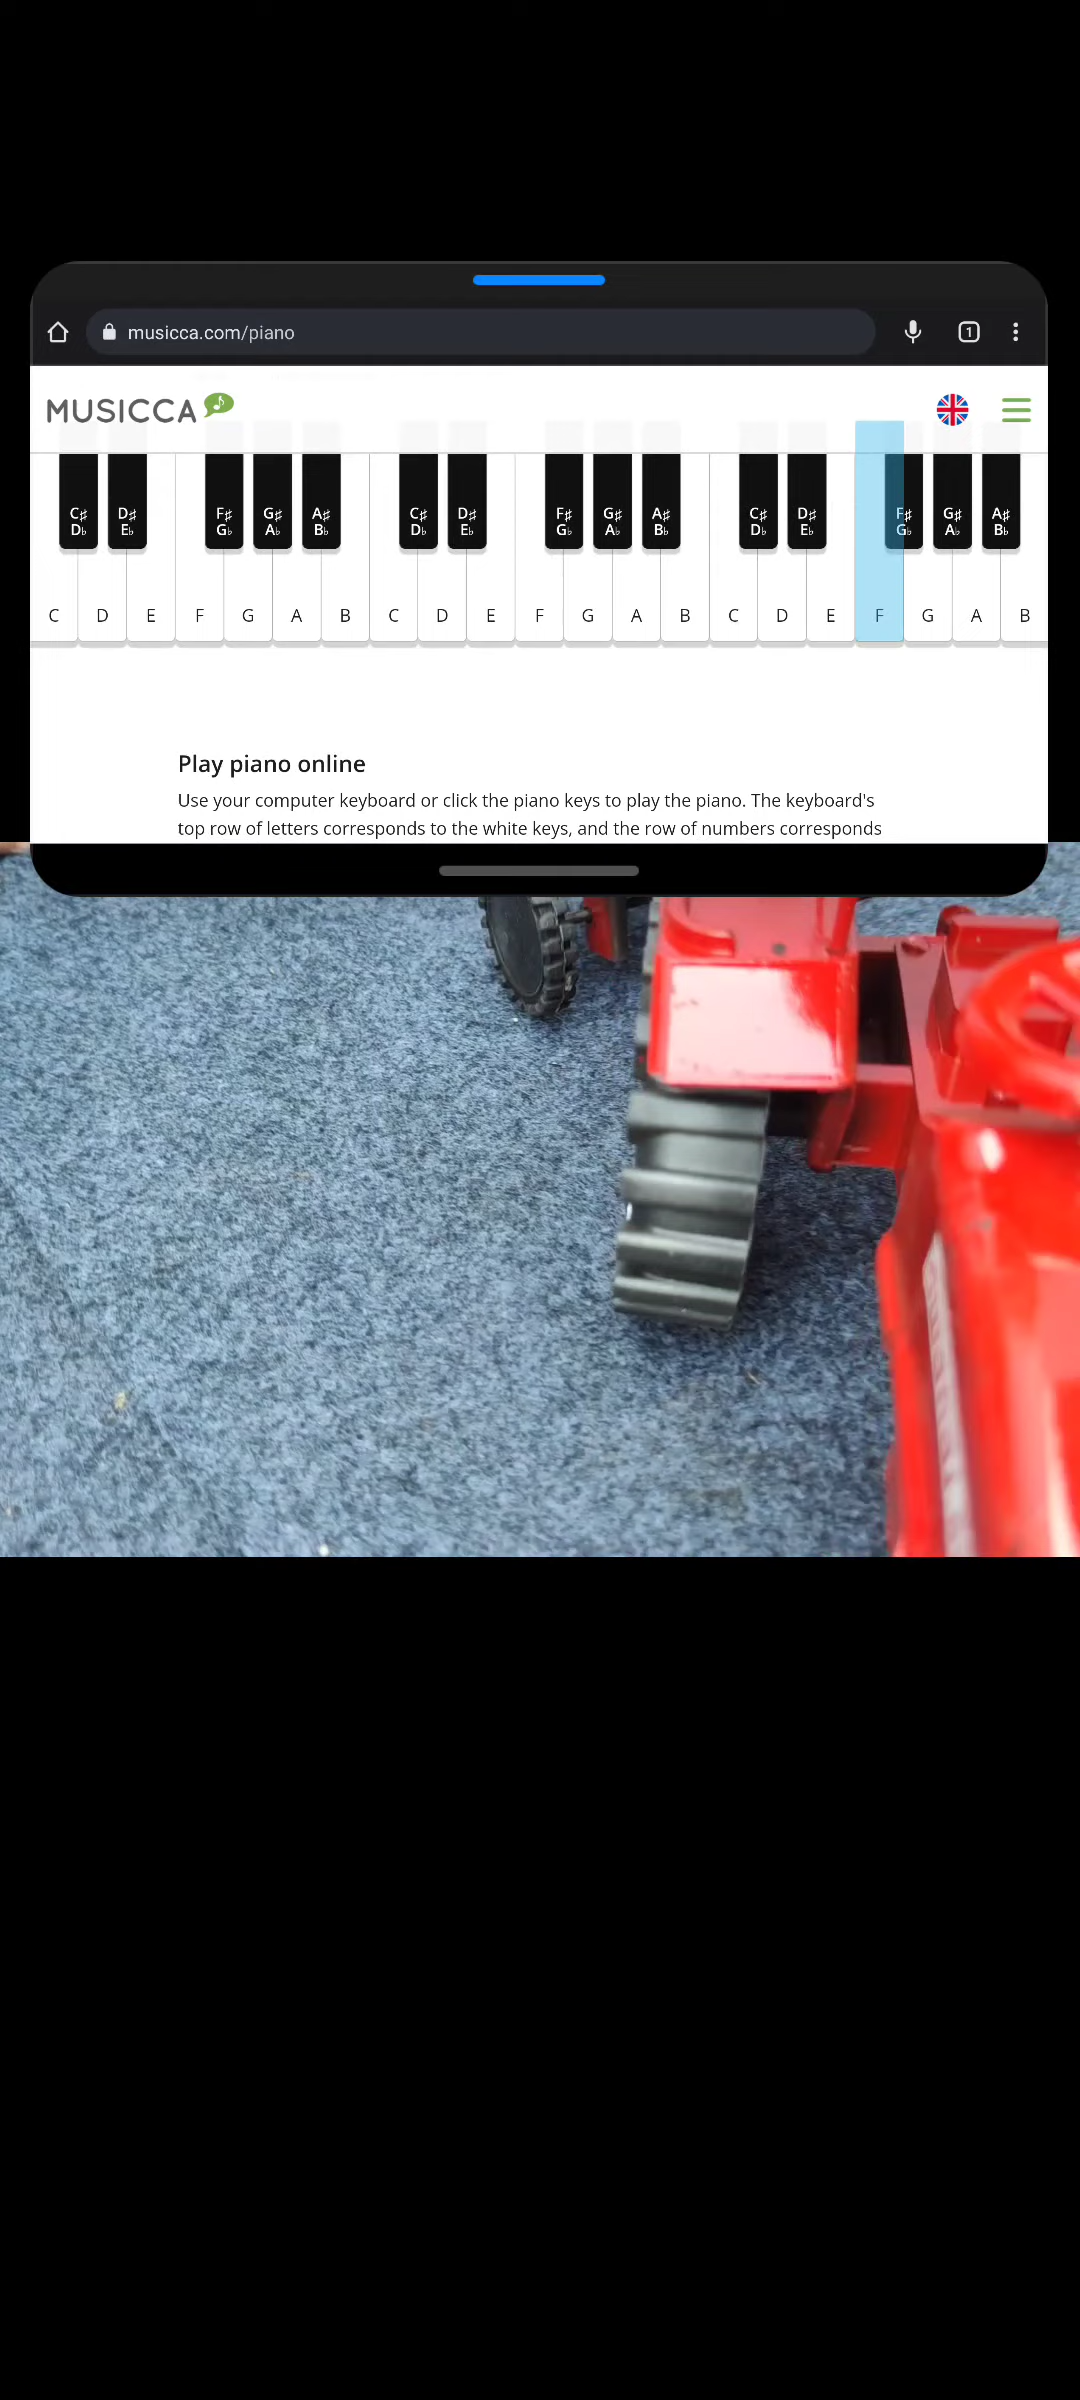 musicca.com/piano
1
MUSICCA
C♯ D♯ F♯ G♯ A♯ C♯ D♯ F♯ G♯ A♯ C♯ D♯ F♯ G♯ A♯
D♭ E♭ G♭ A♭ B♭ D♭ E♭ G♭ A♭ B♭ D♭ E♭ G♭ A♭ B♭
C D E F G A B C D E F G A B C D E F G A B
Play piano online
Use your computer keyboard or click the piano keys to play the piano. The keyboard's
top row of letters corresponds to the white keys, and the row of numbers corresponds